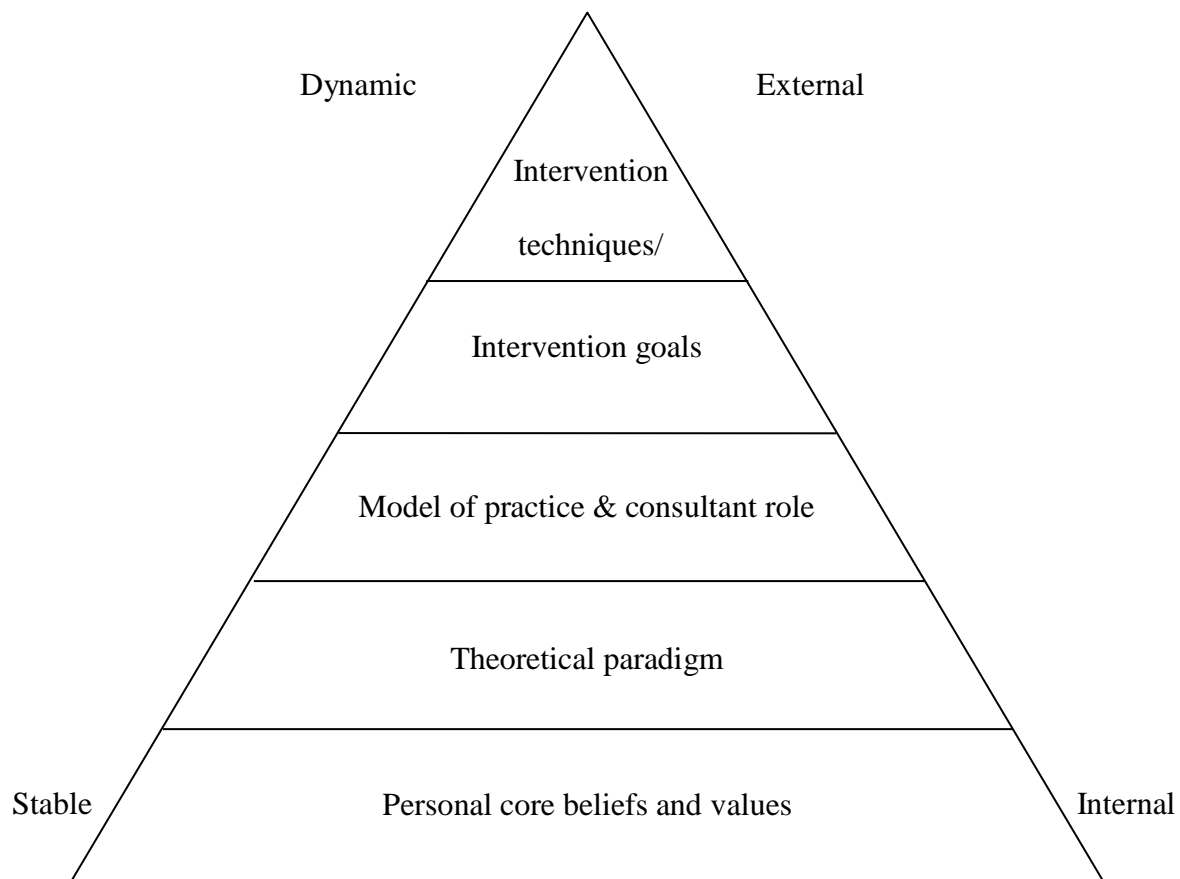 Dynamic
External
Intervention
techniques/
Intervention goals
Model of practice & consultant role
Theoretical paradigm
Stable
Personal core beliefs and values
Internal